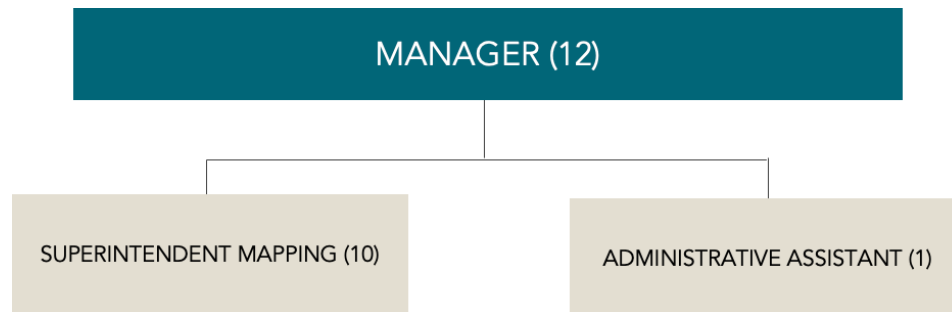 MANAGER (12)
SUPERINTENDENT MAPPING (10)
ADMINISTRATIVE ASSISTANT (1)